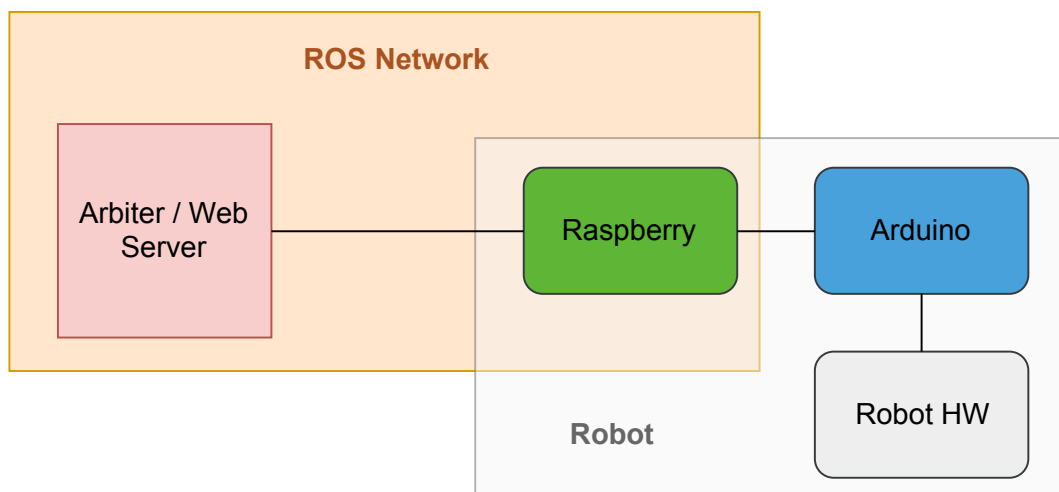 ROS Network
Arbiter / Web
Server
Raspberry
Arduino
Robot HW
Robot